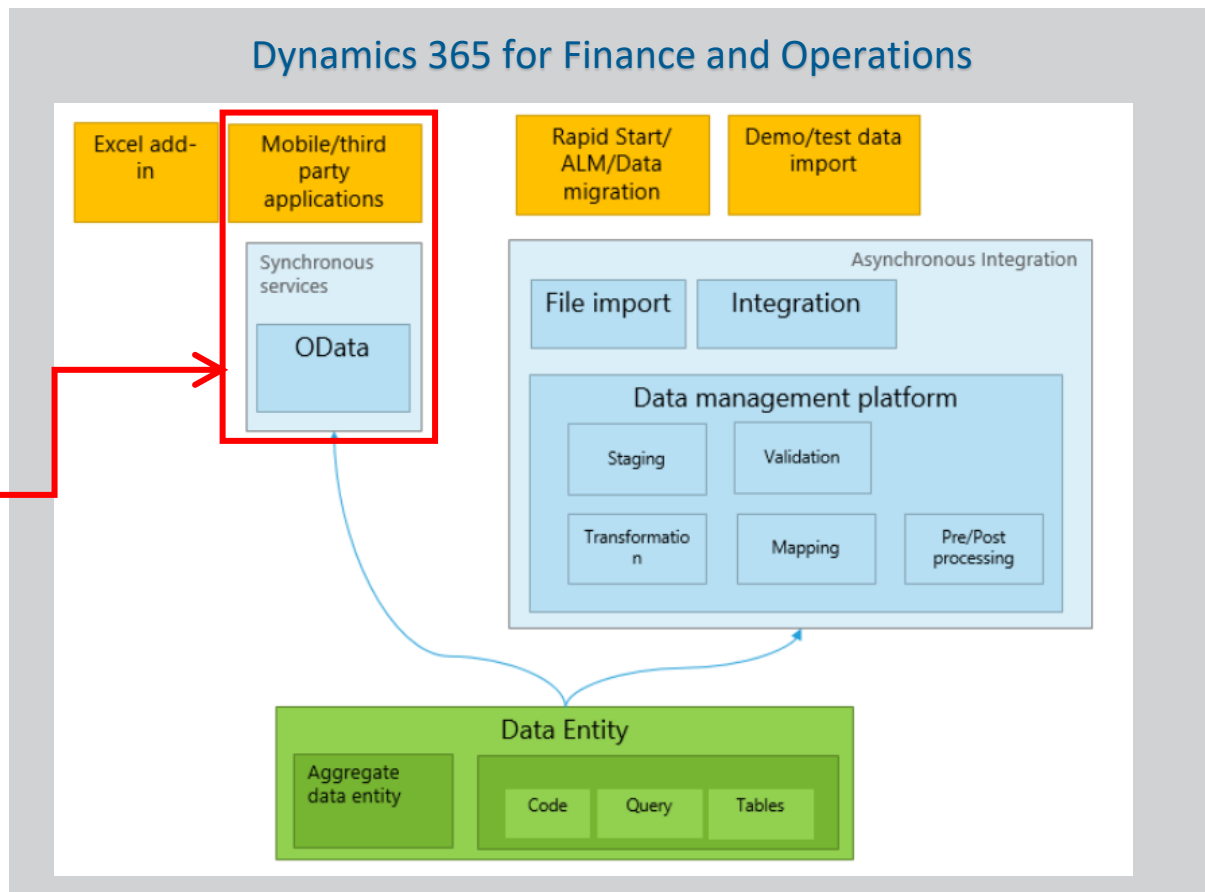 Dynamics 365 for Finance and Operations
Excel add-
in
Mobile/third
party
applications
Rapid Start/
ALM/Data
migration
Demo/test data
import
Synchronous
services
OData
Asynchronous Integration
File import
Integration
Data management platform
Staging
Validation
Transformatio
n
Mapping
Pre/Post
processing
Data Entity
Aggregate
data entity
Code
Query
Tables